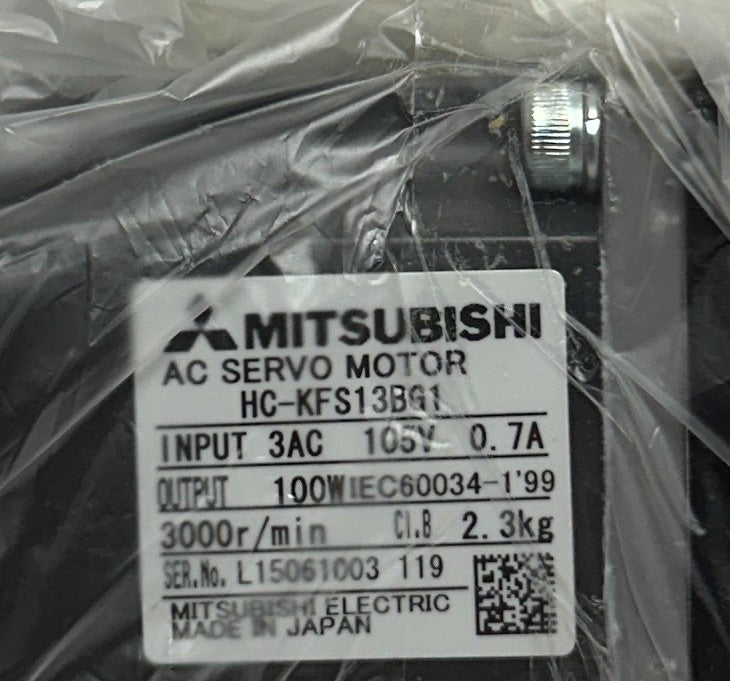 MITSUBISHI
AC SERVO MOTOR
HC-KFS13BG1
INPUT 3AC 105V 0.7A
OUTPUT 100W IEC60034-1'99
3000r/min Cl.B 2.3kg
SER.No. L15061003 119
MITSUBISHI ELECTRIC
MADE IN JAPAN